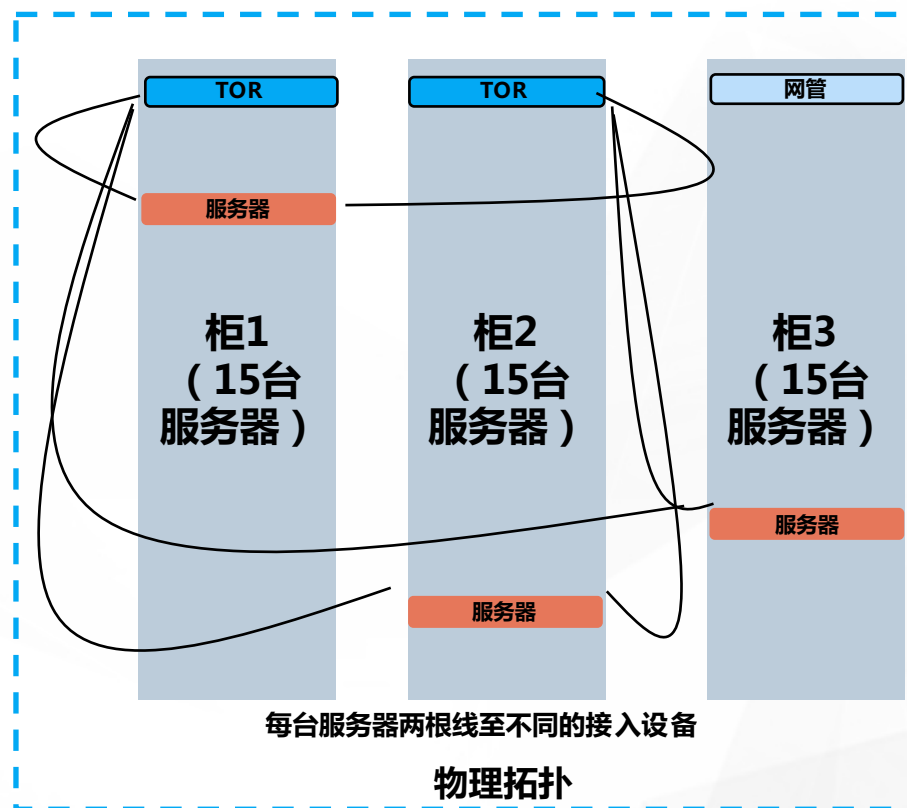 TOR
TOR
网管
服务器
柜1
（15台
服务器）
柜2
（15台
服务器）
柜3
（15台
服务器）
服务器
服务器
每台服务器两根线至不同的接入设备
物理拓扑